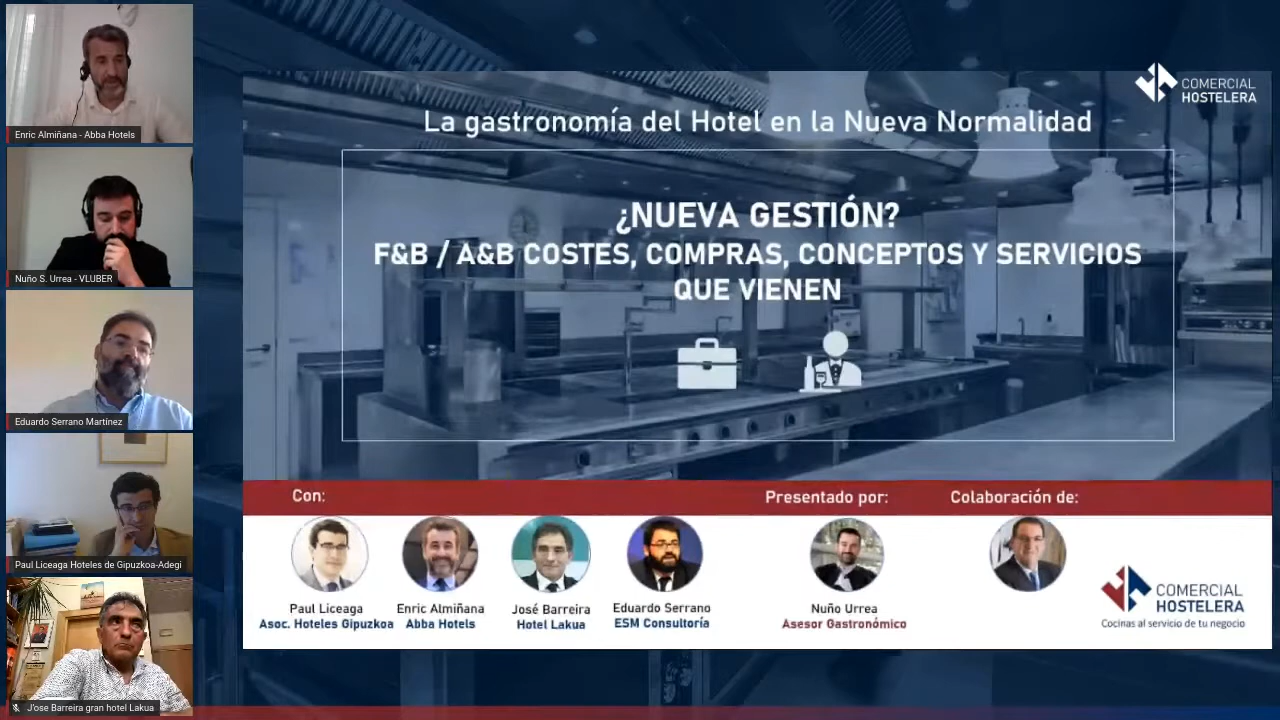 Enric Almiñana - Abba Hotels
Nuño S. Urrea - VLUBER
Eduardo Serrano Martínez
Paul Liceaga Hoteles de Gipuzkoa-Adegi
J'ose Barreira gran hotel Lakua
COMERCIAL
HOSTELERA
La gastronomía del Hotel en la Nueva Normalidad
¿NUEVA GESTIÓN?
F&B / A&B COSTES, COMPRAS, CONCEPTOS Y SERVICIOS
QUE VIENEN
Con:
Presentado por:
Colaboración de:
Paul Liceaga
Asoc. Hoteles Gipuzkoa
Enric Almiñana
Abba Hotels
José Barreira
Hotel Lakua
Eduardo Serrano
ESM Consultoría
Nuño Urrea
Asesor Gastronómico
COMERCIAL
HOSTELERA
Cocinas al servicio de tu negocio